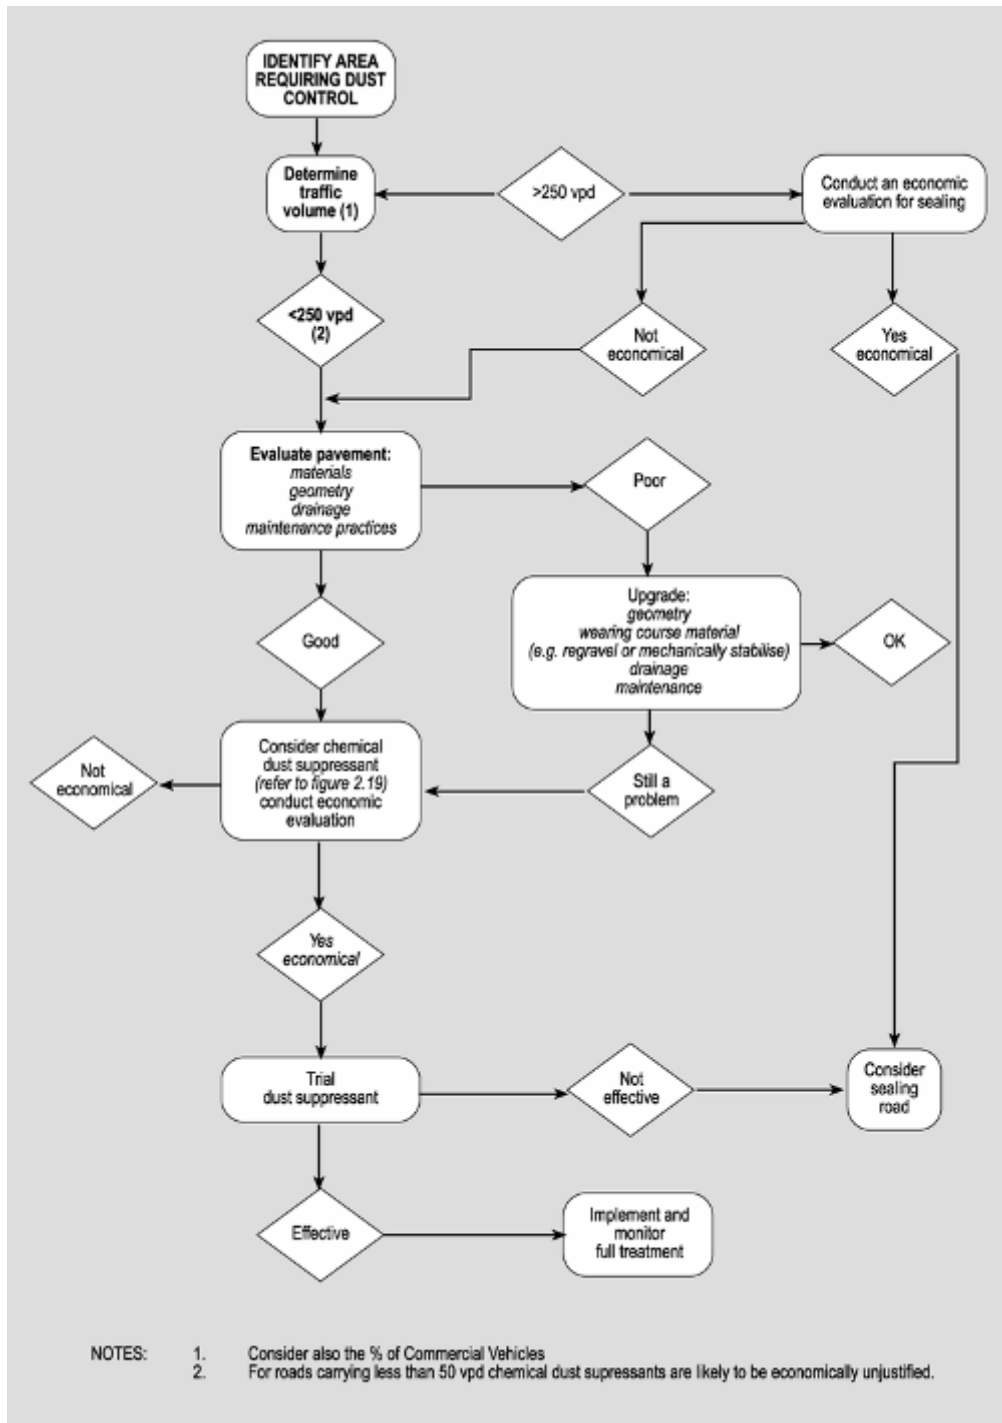 IDENTIFY AREA
REQUIRING DUST
CONTROL
Determine
traffic
volume (1)
>250 vpd
Conduct an economic
evaluation for sealing
<250 vpd
(2)
Not
economical
Yes
economical
Evaluate pavement:
materials
geometry
drainage
maintenance practices
Poor
Good
Upgrade:
geometry
wearing course material
(e.g. regravel or mechanically stabilise)
drainage
maintenance
OK
Not
economical
Consider chemical
dust suppressant
(refer to figure 2.19)
conduct economic
evaluation
Still a
problem
Yes
economical
Trial
dust suppressant
Not
effective
Consider
sealing
road
Effective
Implement and
monitor
full treatment
NOTES: 1. Consider also the % of Commercial Vehicles
2. For roads carrying less than 50 vpd chemical dust supressants are likely to be economically unjustified.